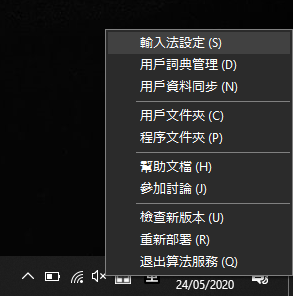 輸入法設定 (S)
用戶詞典管理 (D)
用戶資料同步 (N)
用戶文件夾 (C)
程序文件夾 (P)
幫助文檔 (H)
參加討論 (J)
檢查新版本 (U)
重新部署 (R)
退出算法服務 (Q)
24/05/2020